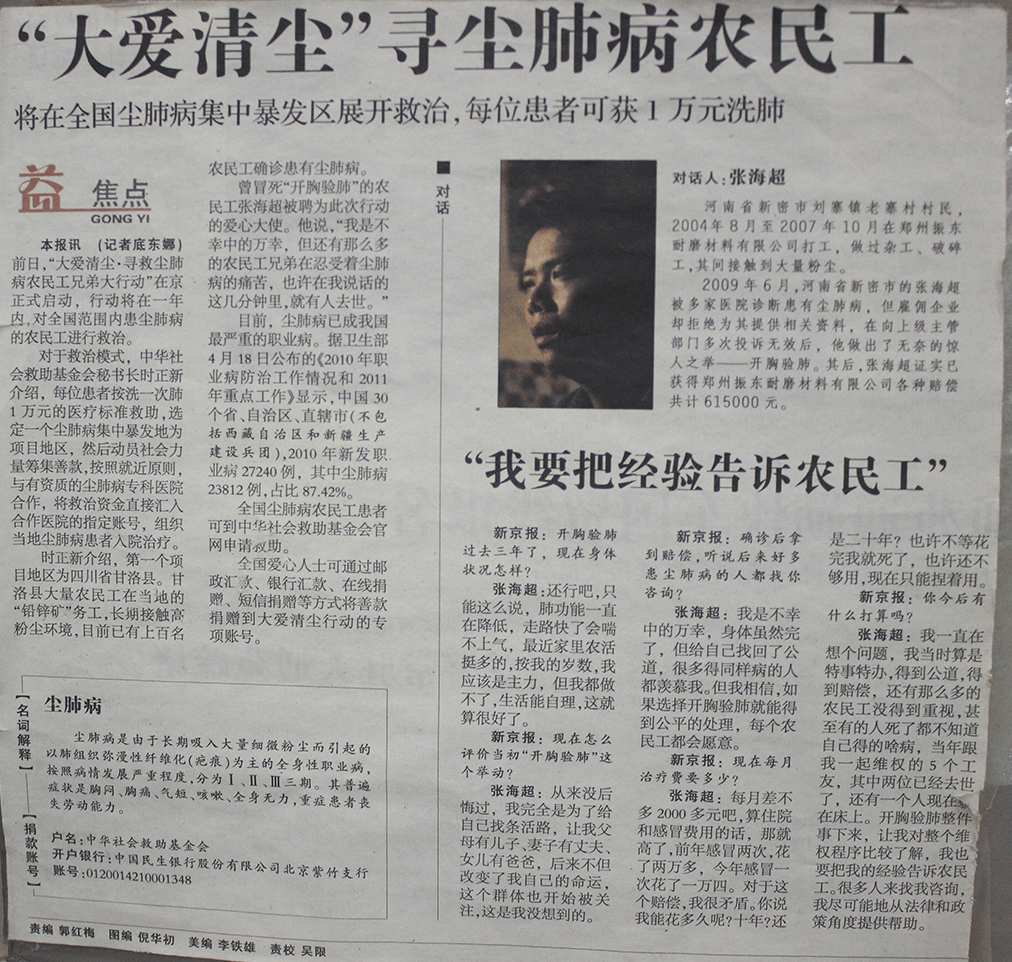 “大爱清尘”寻尘肺病农民工
将在全国尘肺病集中暴发区展开救治，每位患者可获1万元洗肺
益
焦点
GONG YI
本报讯 （记者底东娜）
前日，“大爱清尘·寻救尘肺
病农民工兄弟大行动”在京
正式启动，行动将在一年
内，对全国范围内患尘肺病
的农民工进行救治。
对于救治模式，中华社
会救助基金会秘书长时正新
介绍，每位患者按洗一次肺
1万元的医疗标准救助，选
定一个尘肺病集中暴发地为
项目地区，然后动员社会力
量筹集善款，按照就近原则，
与有资质的尘肺病专科医院
合作，将救治资金直接汇入
合作医院的指定账号，组织
当地尘肺病患者入院治疗。
时正新介绍，第一个项
目地区为四川省甘洛县。甘
洛县大量农民工在当地的
“铅锌矿”务工，长期接触高
粉尘环境，目前已有上百名
农民工确诊患有尘肺病。
曾冒死“开胸验肺”的农
民工张海超被聘为此次行动
的爱心大使。他说，“我是不
幸中的万幸，但还有那么多
的农民工兄弟在忍受着尘肺
病的痛苦，也许在我说话的
这几分钟里，就有人去世。”
目前，尘肺病已成我国
最严重的职业病。据卫生部
4月18日公布的《2010年职
业病防治工作情况和2011
年重点工作》显示，中国30
个省、自治区、直辖市（不包
括西藏自治区和新疆生产
建设兵团），2010年新发职
业病27240例，其中尘肺病
23812例，占比87.42%。
全国尘肺病农民工患者
可到中华社会救助基金会官
网申请救助。
全国爱心人士可通过邮
政汇款、银行汇款、在线捐
赠、短信捐赠等方式将善款
捐赠到大爱清尘行动的专
项账号。
【名词解释】
尘肺病
尘肺病是由于长期吸入大量细微粉尘而引起的
以肺组织弥漫性纤维化(疤痕)为主的全身性职业病，
按照病情发展严重程度，分为Ⅰ、Ⅱ、Ⅲ三期。其普遍
症状是胸闷、胸痛、气短、咳嗽、全身无力，重症患者丧
失劳动能力。
【捐款账号】
户名：中华社会救助基金会
开户银行：中国民生银行股份有限公司北京紫竹支行
账号：0120014210001348
■对话
对话人：张海超
河南省新密市刘寨镇老寨村村民，
2004年8月至2007年10月在郑州振东
耐磨材料有限公司打工，做过杂工、破碎
工，其间接触到大量粉尘。
2009年6月，河南省新密市的张海超
被多家医院诊断患有尘肺病，但雇佣企业
却拒绝为其提供相关资料，在向上级主管
部门多次投诉无效后，他做出了无奈的惊
人之举——开胸验肺。其后，张海超证实已
获得郑州振东耐磨材料有限公司各种赔偿
共计615000元。
“我要把经验告诉农民工”
新京报：开胸验肺
过去三年了，现在身体
状况怎样？
张海超：还行吧，只
能这么说，肺功能一直
在降低，走路快了会喘
不上气，最近家里农活
挺多的，按我的岁数，我
应该是主力，但我都做
不了，生活能自理，这就
算很好了。
新京报：现在怎么
评价当初“开胸验肺”这
个举动？
张海超：从来没后
悔过，我完全是为了给
自己找条活路，让我父
母有儿子、妻子有丈夫、
女儿有爸爸，后来不但
改变了我自己的命运，
这个群体也开始被关
注，这是我没想到的。
新京报：确诊后拿
到赔偿，听说后来好多
患尘肺病的人都找你
咨询？
张海超：我是不幸
中的万幸，身体虽然完
了，但给自己找回了公
道，很多得同样病的人
都羡慕我。但我相信，如
果选择开胸验肺就能得
到公平的处理，每个农
民工都会愿意。
新京报：现在每月
治疗费要多少？
张海超：每月差不
多2000多元吧，算住院
和感冒费用的话，那就
高了，前年感冒两次，花
了两万多，今年感冒一
次花了一万四。对于这
个赔偿，我很矛盾。你说
我能花多久呢？十年？还
是二十年？也许不等花
完我就死了，也许还不
够用，现在只能捏着用。
新京报：你今后有
什么打算吗？
张海超：我一直在
想个问题，我当时算是
特事特办，得到公道，得
到赔偿，还有那么多的
农民工没得到重视，甚
至有的人死了都不知道
自己得的啥病，当年跟
我一起维权的5个工
友，其中两位已经去世
了，还有一个人现在
在床上。开胸验肺整件
事下来，让我对整个维
权程序比较了解，我也
要把我的经验告诉农民
工。很多人来找我咨询，
我尽可能地从法律和政
策角度提供帮助。
责编 郭红梅 图编 倪华初 美编 李铁雄 责校 吴限